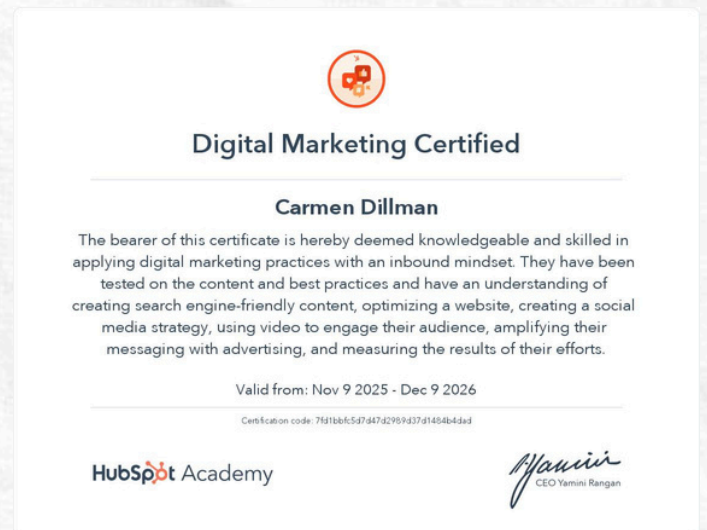 Digital Marketing Certified
Carmen Dillman
The bearer of this certificate is hereby deemed knowledgeable and skilled in
applying digital marketing practices with an inbound mindset. They have been
tested on the content and best practices and have an understanding of
creating search engine-friendly content, optimizing a website, creating a social
media strategy, using video to engage their audience, amplifying their
messaging with advertising, and measuring the results of their efforts.
Valid from: Nov 9 2025 - Dec 9 2026
Certification code: 7fd1bbfc5d7d47d2989d37d1484b4dad
HubSpot Academy
Yamini
CEO Yamini Rangan